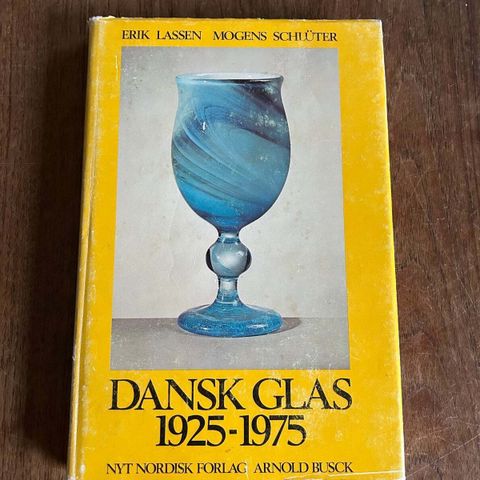 ERIK LASSEN MOGENS SCHLÜTER
DANSK GLAS
1925-1975
NYT NORDISK FORLAG ARNOLD BUSCK